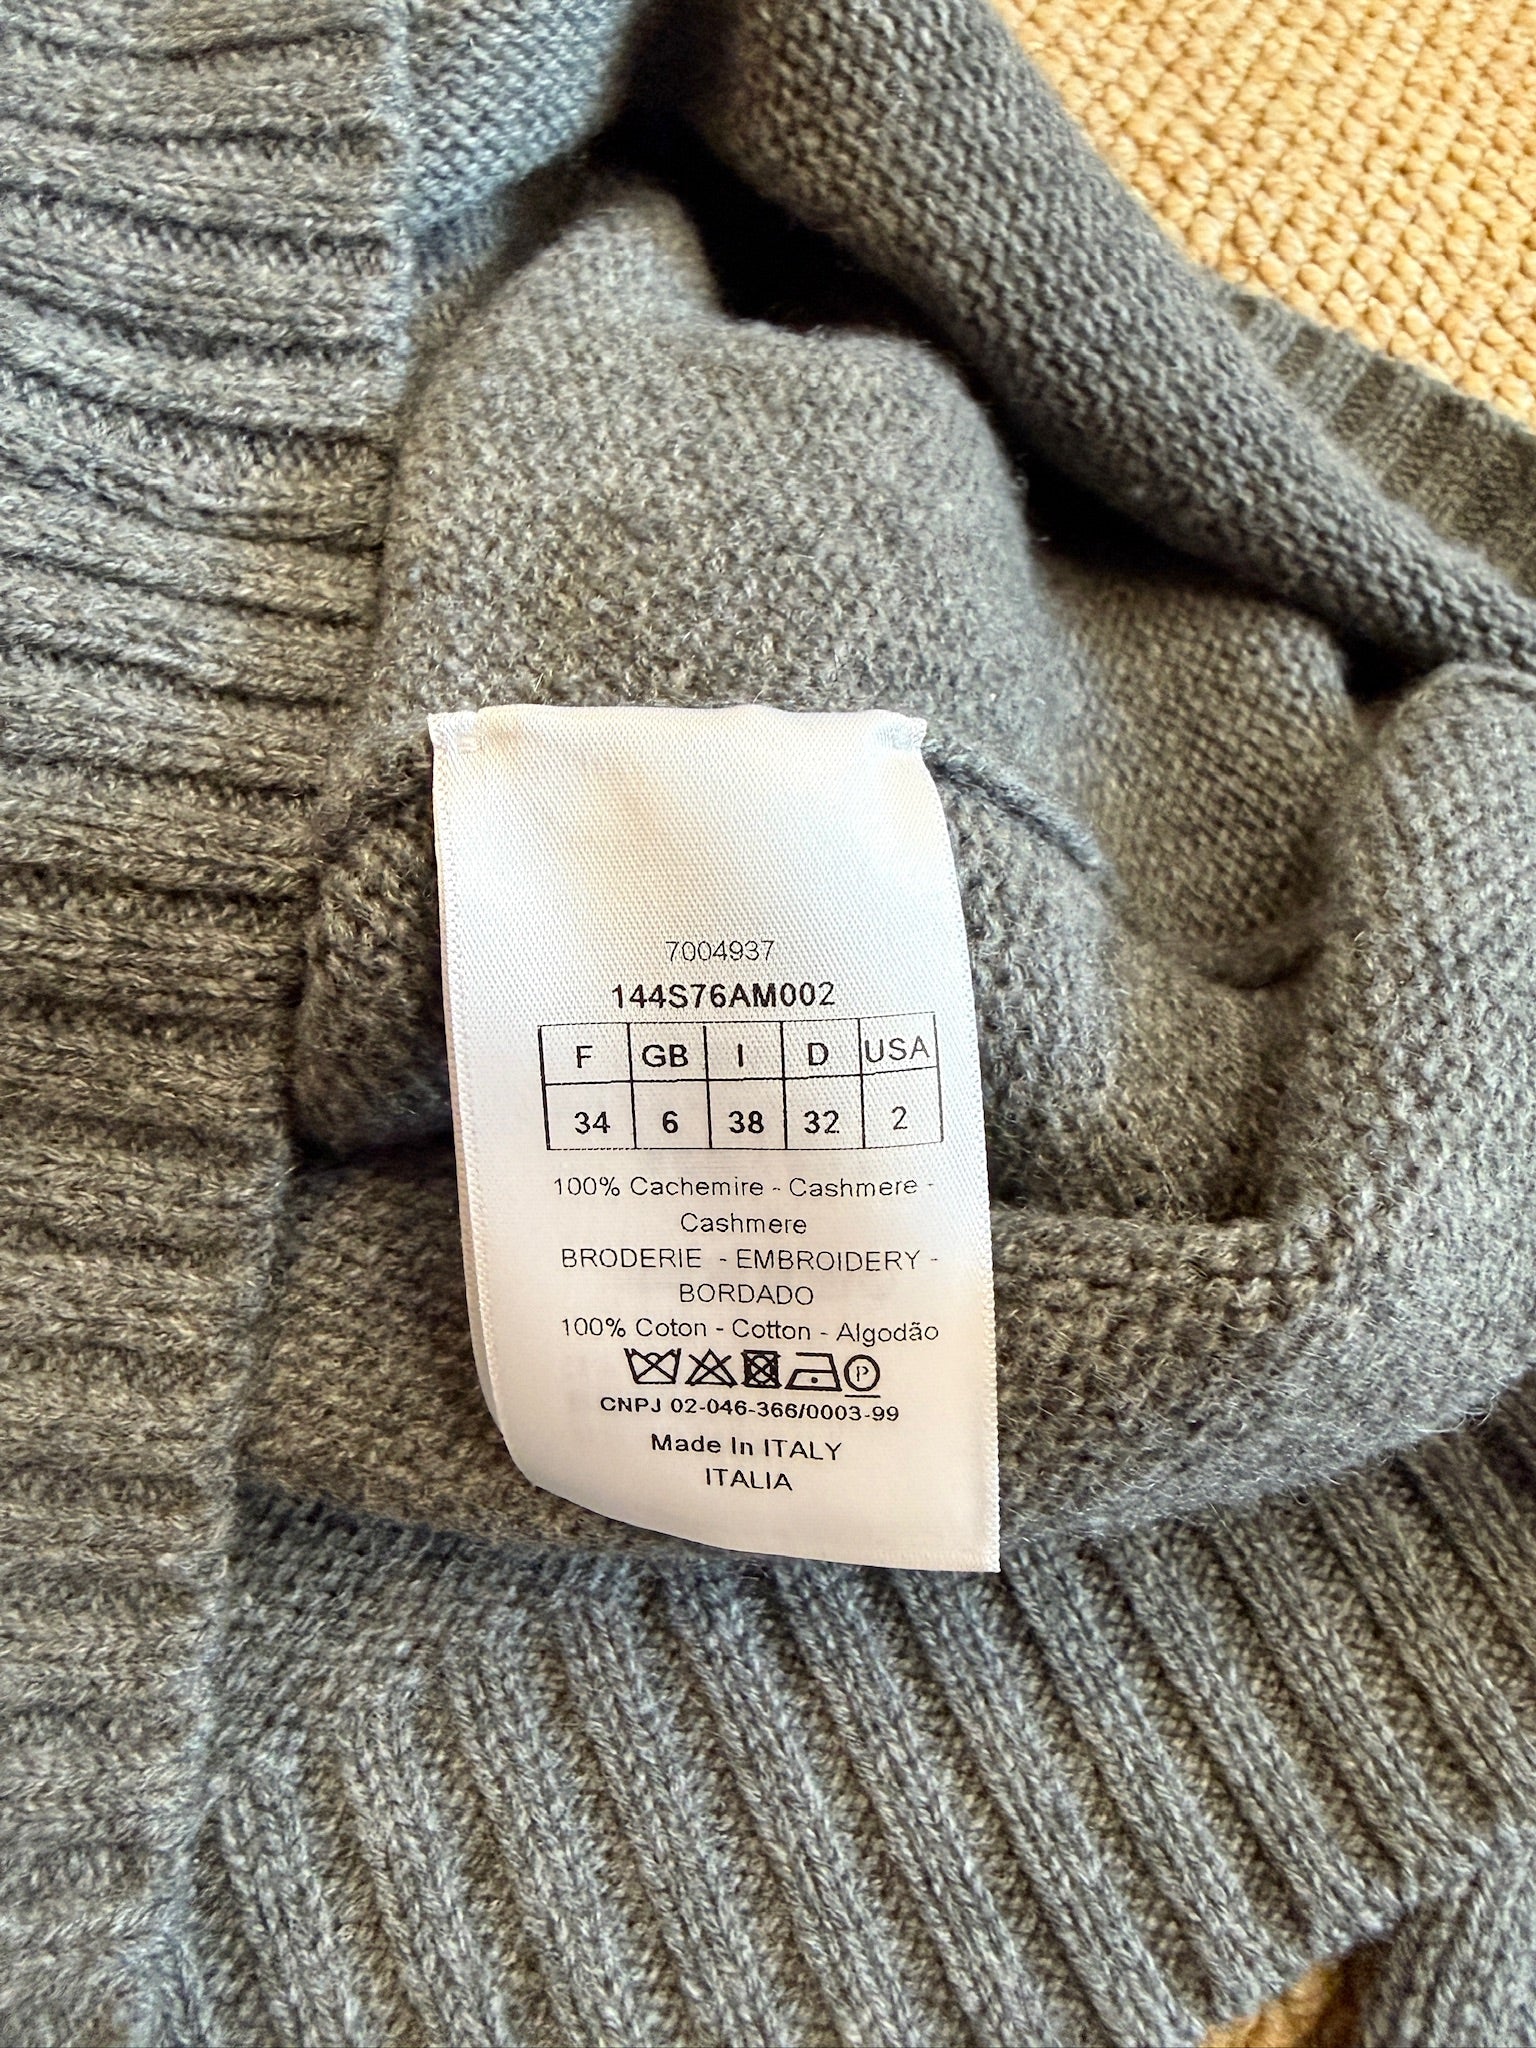 7004937
144S76AM002
F GB I D USA
34 6 38 32 2
100% Cachemire - Cashmere -
Cashmere
BRODERIE - EMBROIDERY -
BORDADO
100% Coton - Cotton - Algodão
P
CNPJ 02-046-366/0003-99
Made In ITALY
ITALIA